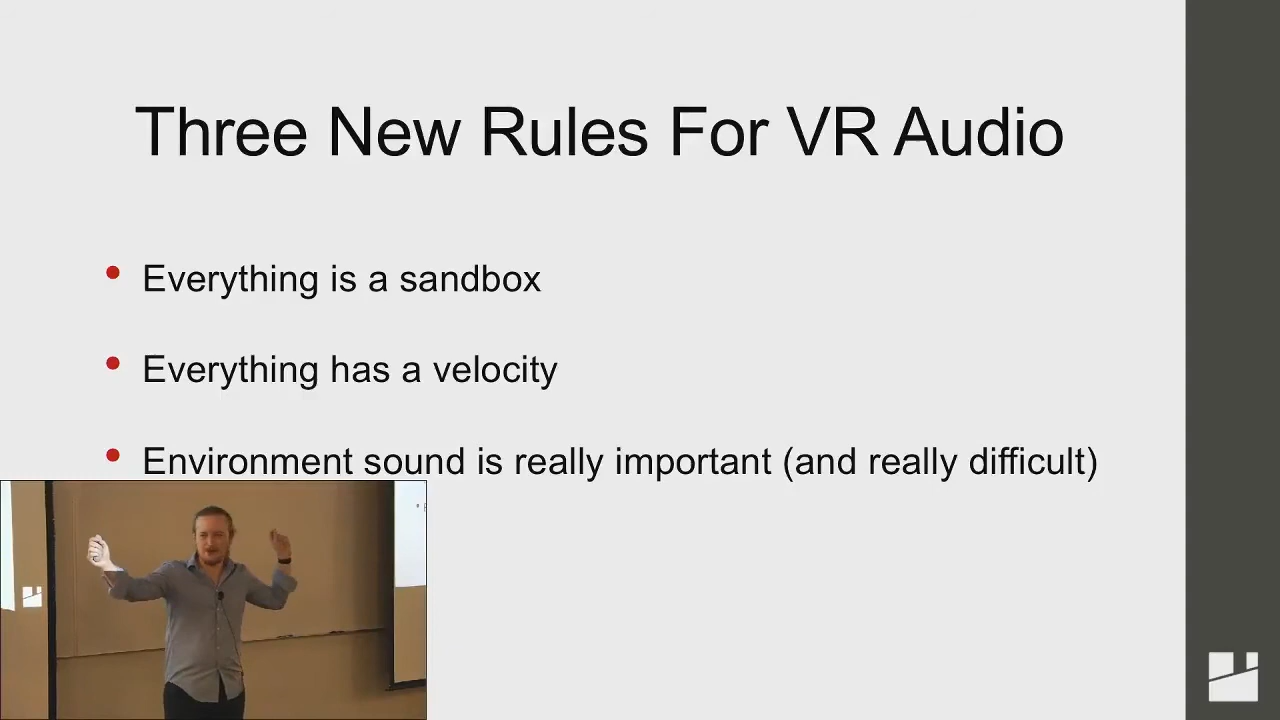 Three New Rules For VR Audio
Everything is a sandbox
Everything has a velocity
Environment sound is really important (and really difficult)